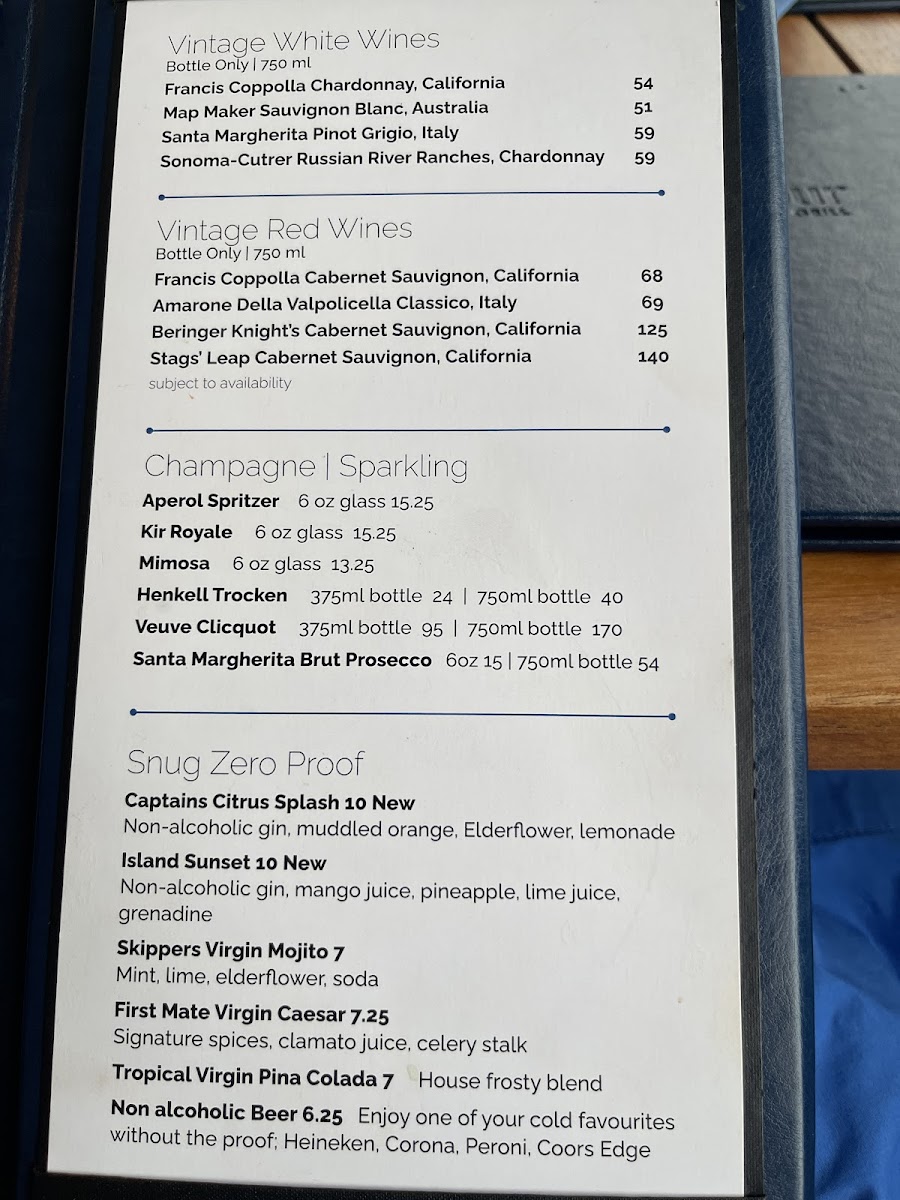 Vintage White Wines
Bottle Only | 750 ml
Francis Coppolla Chardonnay, California 54
Map Maker Sauvignon Blanc, Australia 51
Santa Margherita Pinot Grigio, Italy 59
Sonoma-Cutrer Russian River Ranches, Chardonnay 59
Vintage Red Wines
Bottle Only | 750 ml
Francis Coppolla Cabernet Sauvignon, California 68
Amarone Della Valpolicella Classico, Italy 69
Beringer Knight's Cabernet Sauvignon, California 125
Stags' Leap Cabernet Sauvignon, California 140
subject to availability
Champagne | Sparkling
Aperol Spritzer 6 oz glass 15.25
Kir Royale 6 oz glass 15.25
Mimosa 6 oz glass 13.25
Henkell Trocken 375ml bottle 24 | 750ml bottle 40
Veuve Clicquot 375ml bottle 95 | 750ml bottle 170
Santa Margherita Brut Prosecco 6oz 15 | 750ml bottle 54
Snug Zero Proof
Captains Citrus Splash 10 New
Non-alcoholic gin, muddled orange, Elderflower, lemonade
Island Sunset 10 New
Non-alcoholic gin, mango juice, pineapple, lime juice,
grenadine
Skippers Virgin Mojito 7
Mint, lime, elderflower, soda
First Mate Virgin Caesar 7.25
Signature spices, clamato juice, celery stalk
Tropical Virgin Pina Colada 7 House frosty blend
Non alcoholic Beer 6.25 Enjoy one of your cold favourites
without the proof; Heineken, Corona, Peroni, Coors Edge